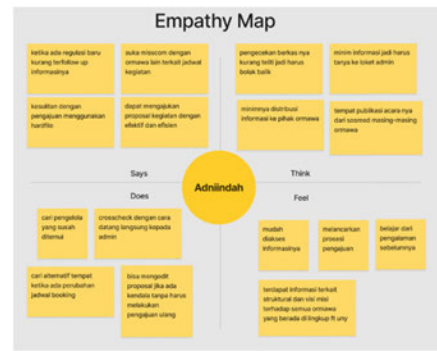 Empathy Map
ketika ada regulasi baru
kurang terfollow up
informasinya
suka misscom dengan
ormawa lain terkait jadwal
kegiatan
kesulitan dengan
pengajuan menggunakan
hardfile
dapat mengajukan
proposal kegiatan dengan
efektif dan efisien
pengecekan berkas nya
kurang teliti jadi harus
bolak balik
minim informasi jadi harus
tanya ke loket admin
minimnya distribusi
informasi ke pihak ormawa
tempat publikasi acara nya
dari sosmed masing-masing
ormawa
Says
Think
Adniindah
Does
Feel
cari pengelola
yang susah
ditemui
crosscheck dengan cara
datang langsung kepada
admin
cari alternatif tempat
ketika ada perubahan
jadwal booking
bisa mengedit
proposal jika ada
kendala tanpa harus
melakukan
pengajuan ulang
mudah
diakses
informasinya
melancarkan
prosesi
pengajuan
belajar dari
pengalaman
sebelumnya
terdapat informasi terkait
struktural dan visi misi
terhadap semua ormawa
yang berada di lingkup ft uny